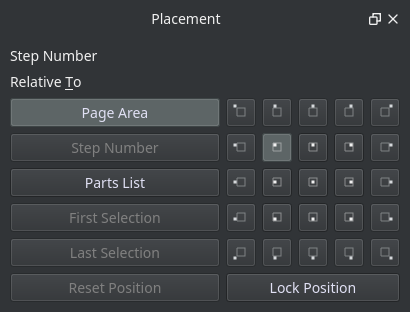 Placement
Step Number
Relative To
Page Area
Step Number
Parts List
First Selection
Last Selection
Reset Position Lock Position